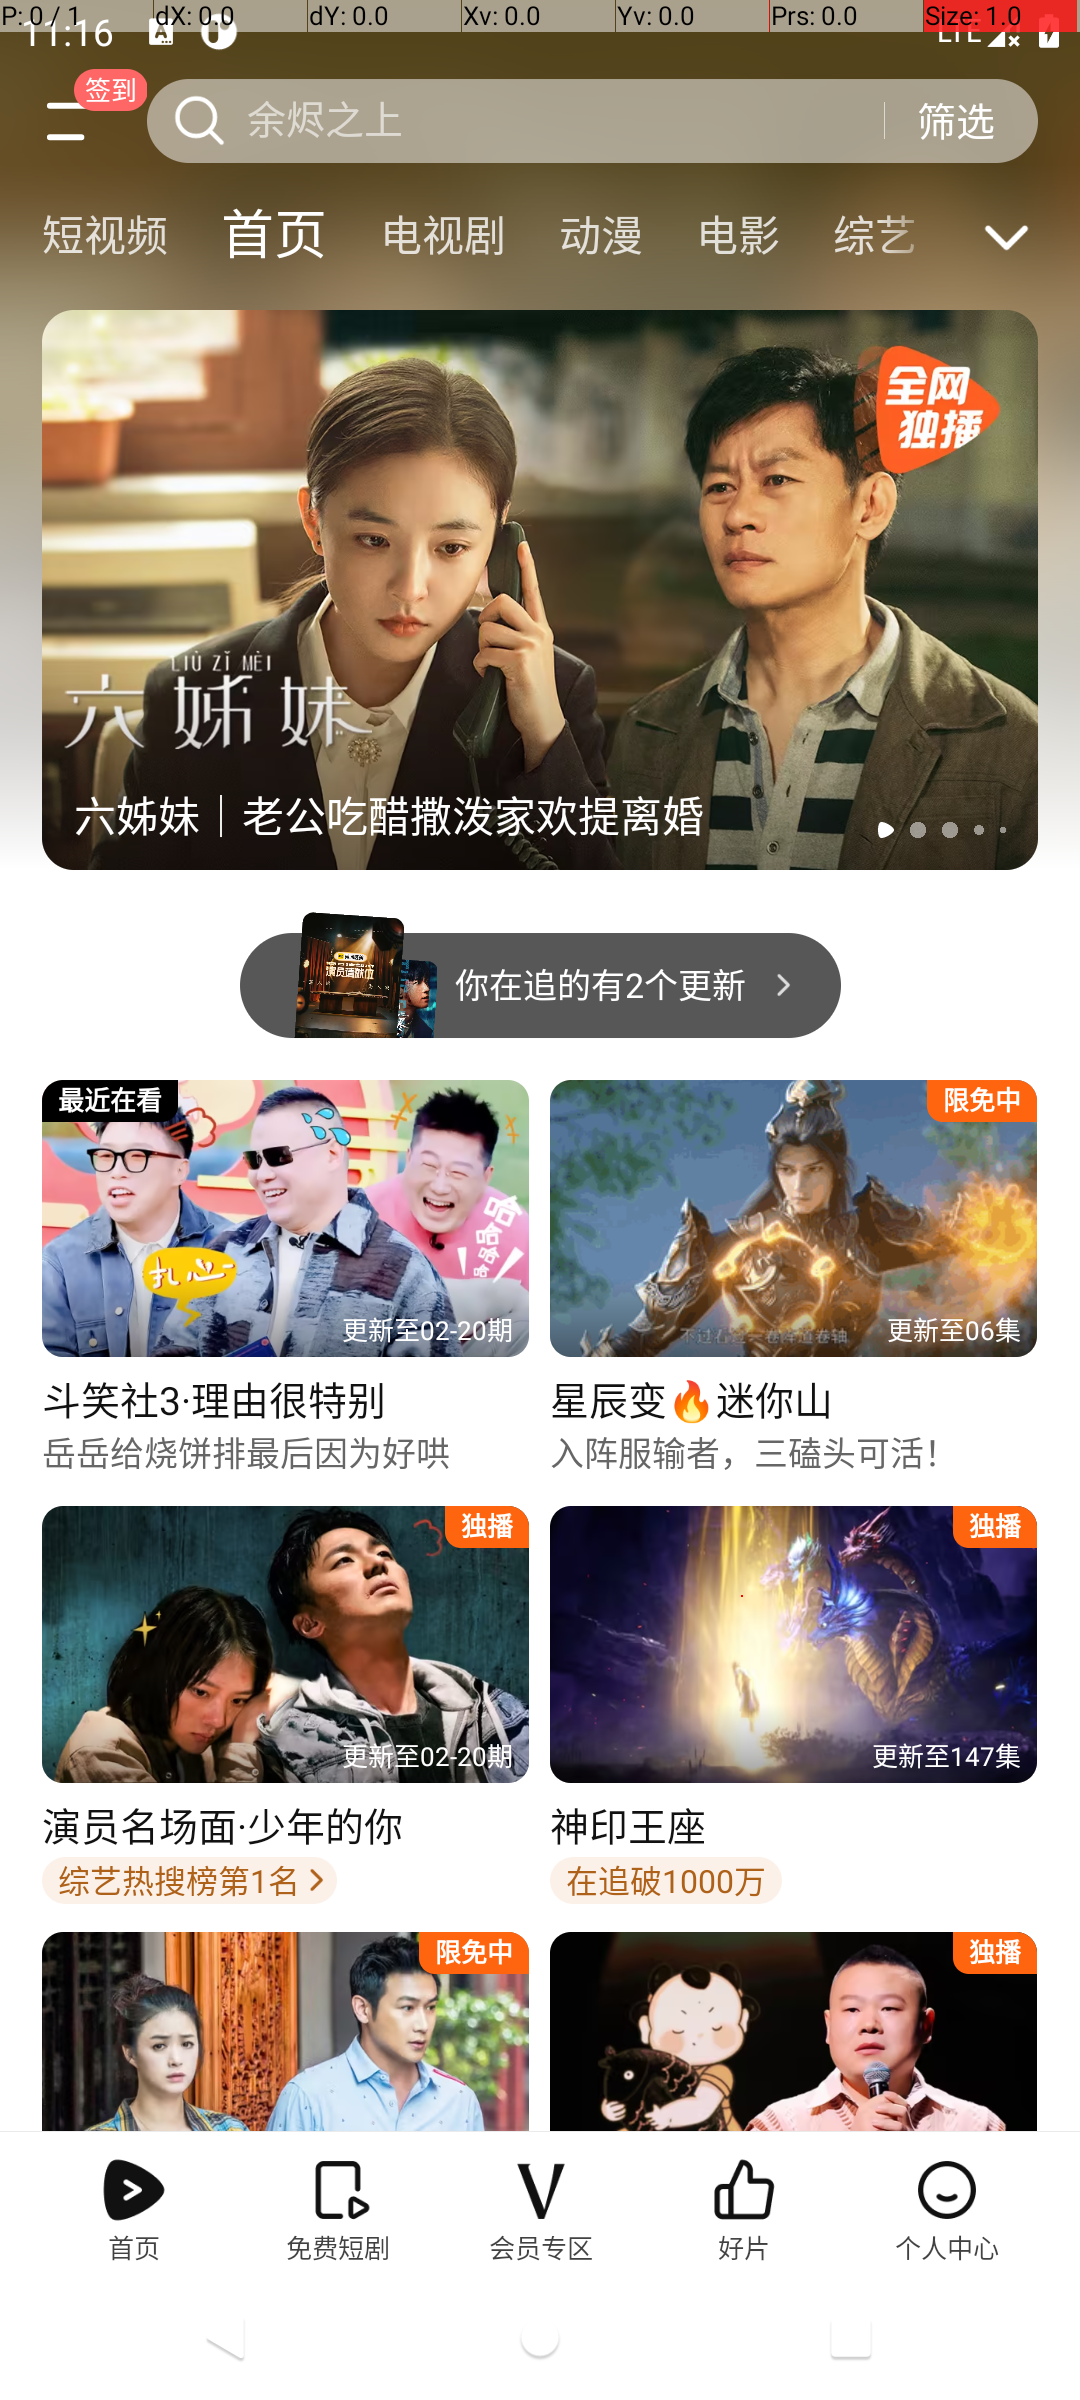 P: 0 / 1
dX: 0.0
dY: 0.0
Xv: 0.0
Yv: 0.0
Prs: 0.0
Size: 1.0
11:16
LTE
签到
余烬之上
筛选
短视频
首页
电视剧
动漫
电影
综艺
全网
独播
LIÙ ZǏ MÈI
六姊妹
六姊妹｜老公吃醋撒泼家欢提离婚
你在追的有2个更新
最近在看
扎心
哈哈哈哈
更新至02-20期
斗笑社3·理由很特别
岳岳给烧饼排最后因为好哄
限免中
更新至06集
星辰变🔥迷你山
入阵服输者，三磕头可活！
独播
更新至02-20期
演员名场面·少年的你
综艺热搜榜第1名
独播
更新至147集
神印王座
在追破1000万
限免中
独播
首页
免费短剧
会员专区
好片
个人中心